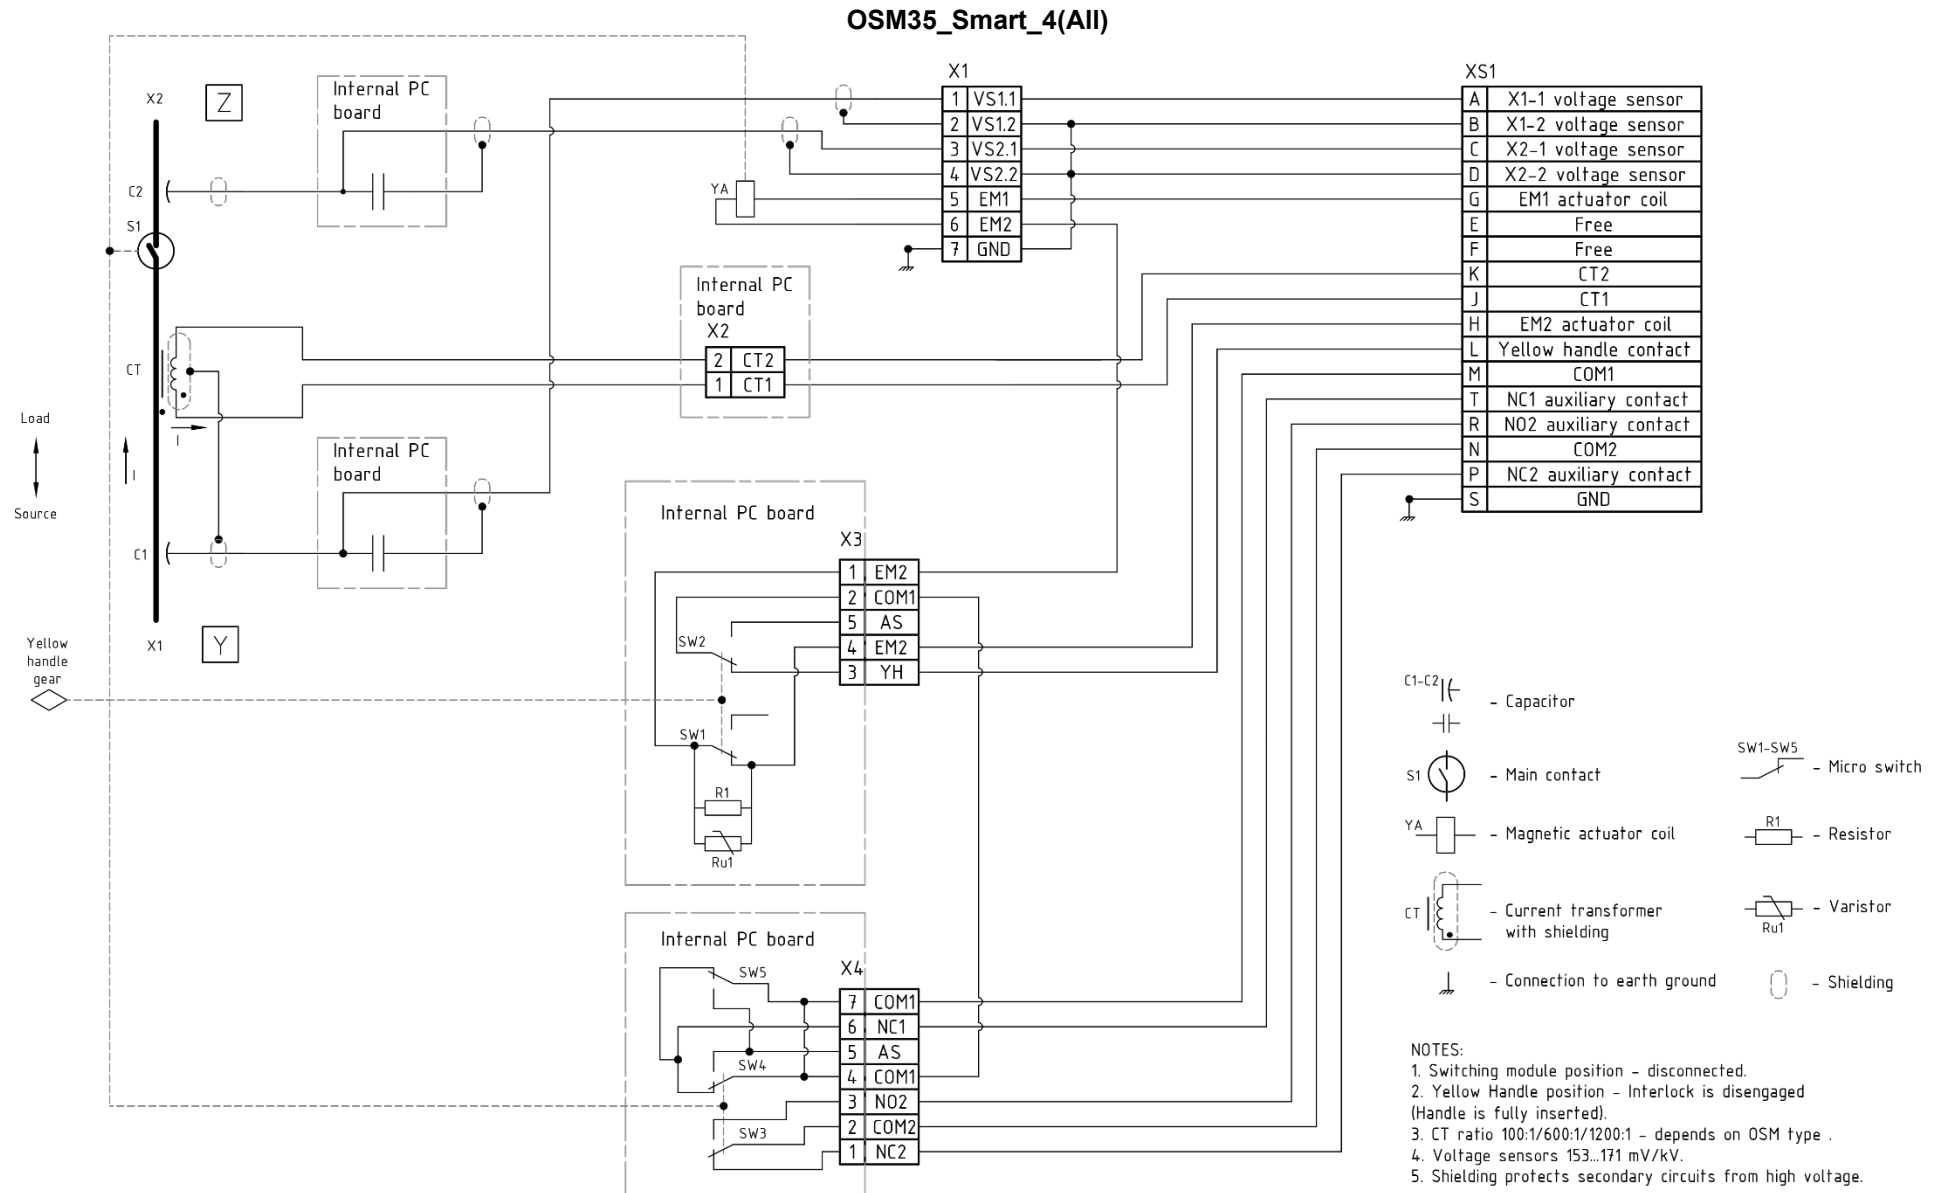 OSM35_Smart_4(All)
X2
Z
Internal PC
board
C2
S1
YA
X1
1 VS1.1
2 VS1.2
3 VS2.1
4 VS2.2
5 EM1
6 EM2
7 GND
XS1
A X1-1 voltage sensor
B X1-2 voltage sensor
C X2-1 voltage sensor
D X2-2 voltage sensor
G EM1 actuator coil
E Free
F Free
K CT2
J CT1
H EM2 actuator coil
L Yellow handle contact
M COM1
T NC1 auxiliary contact
R NO2 auxiliary contact
N COM2
P NC2 auxiliary contact
S GND
Internal PC
board
X2
2 CT2
1 CT1
CT
I
I
Load
Source
Internal PC
board
C1
X1
Y
Yellow
handle
gear
Internal PC board
X3
1 EM2
2 COM1
5 AS
4 EM2
3 YH
SW2
SW1
R1
Ru1
Internal PC board
X4
7 COM1
6 NC1
5 AS
4 COM1
3 NO2
2 COM2
1 NC2
SW5
SW4
SW3
C1-C2
- Capacitor
S1
- Main contact
YA
- Magnetic actuator coil
CT
- Current transformer
with shielding
- Connection to earth ground
SW1-SW5
- Micro switch
R1
- Resistor
- Varistor
Ru1
- Shielding
NOTES:
1. Switching module position - disconnected.
2. Yellow Handle position - Interlock is disengaged
(Handle is fully inserted).
3. CT ratio 100:1/600:1/1200:1 - depends on OSM type .
4. Voltage sensors 153...171 mV/kV.
5. Shielding protects secondary circuits from high voltage.